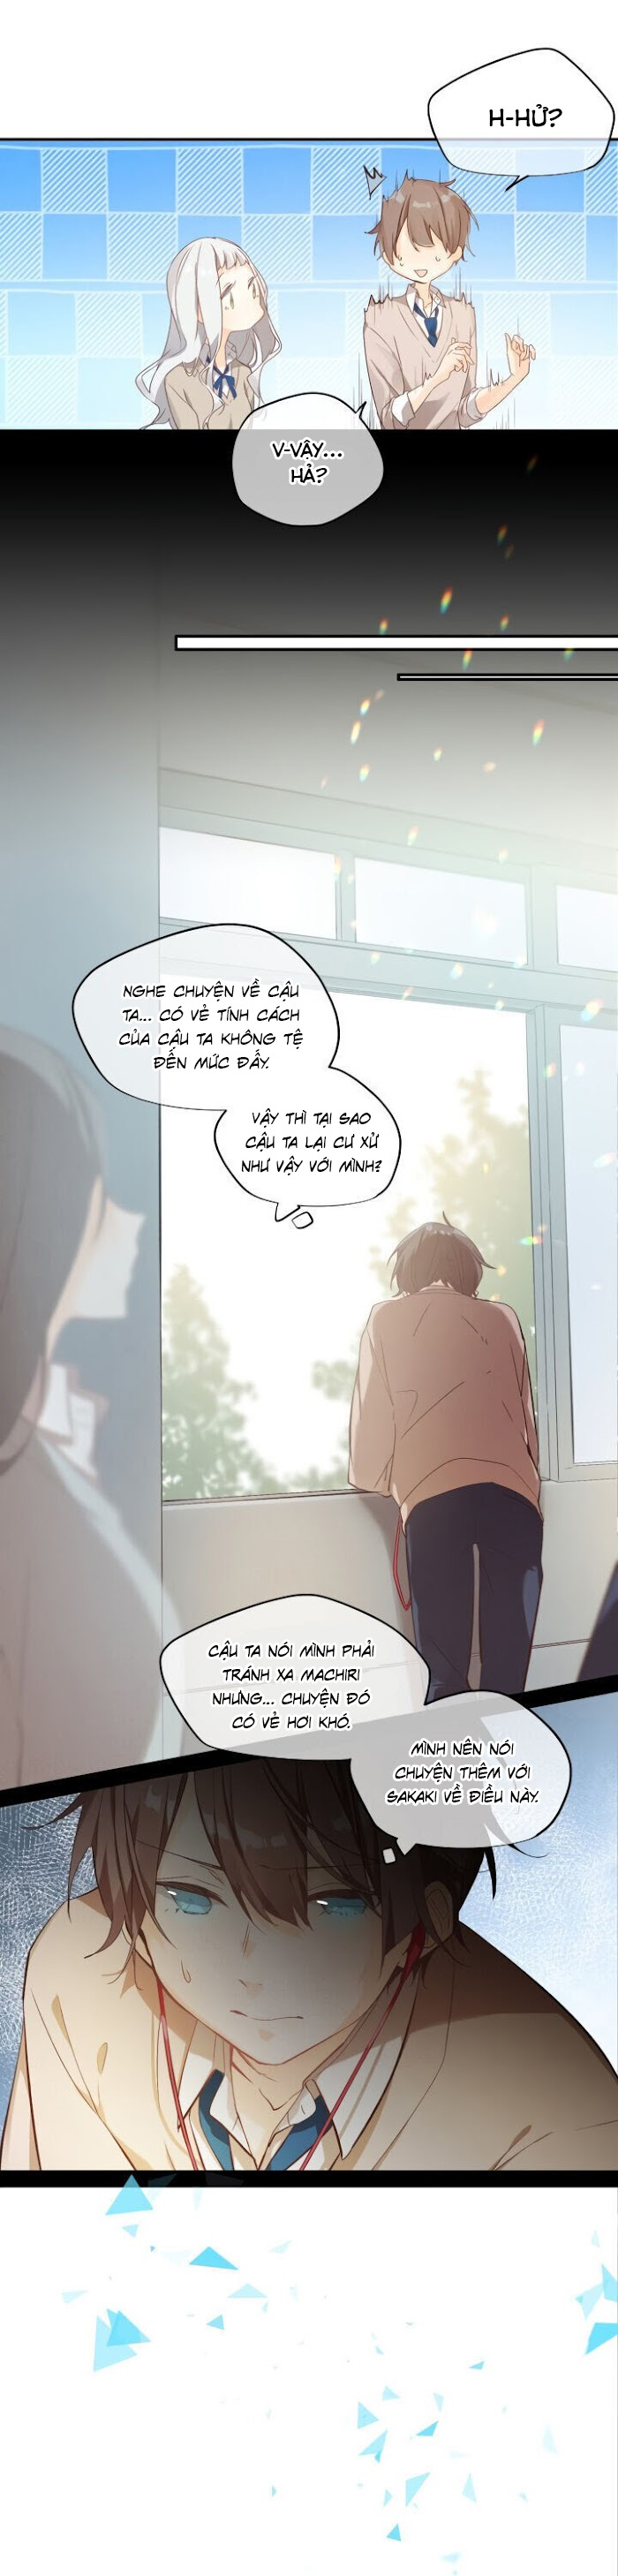 H-HỬ?
V-VẬY...
HẢ?
NGHE CHUYỆN VỀ CẬU
TA... CÓ VẺ TÍNH CÁCH
CỦA CẬU TA KHÔNG TỆ
ĐẾN MỨC ĐẤY.
VẬY THÌ TẠI SAO
CẬU TA LẠI CƯ XỬ
NHƯ VẬY VỚI MÌNH?
CẬU TA NÓI MÌNH PHẢI
TRÁNH XA MACHIRI
NHƯNG... CHUYỆN ĐÓ
CÓ VẺ HƠI KHÓ.
MÌNH NÊN NÓI
CHUYỆN THÊM VỚI
SAKAKI VỀ ĐIỀU NÀY.